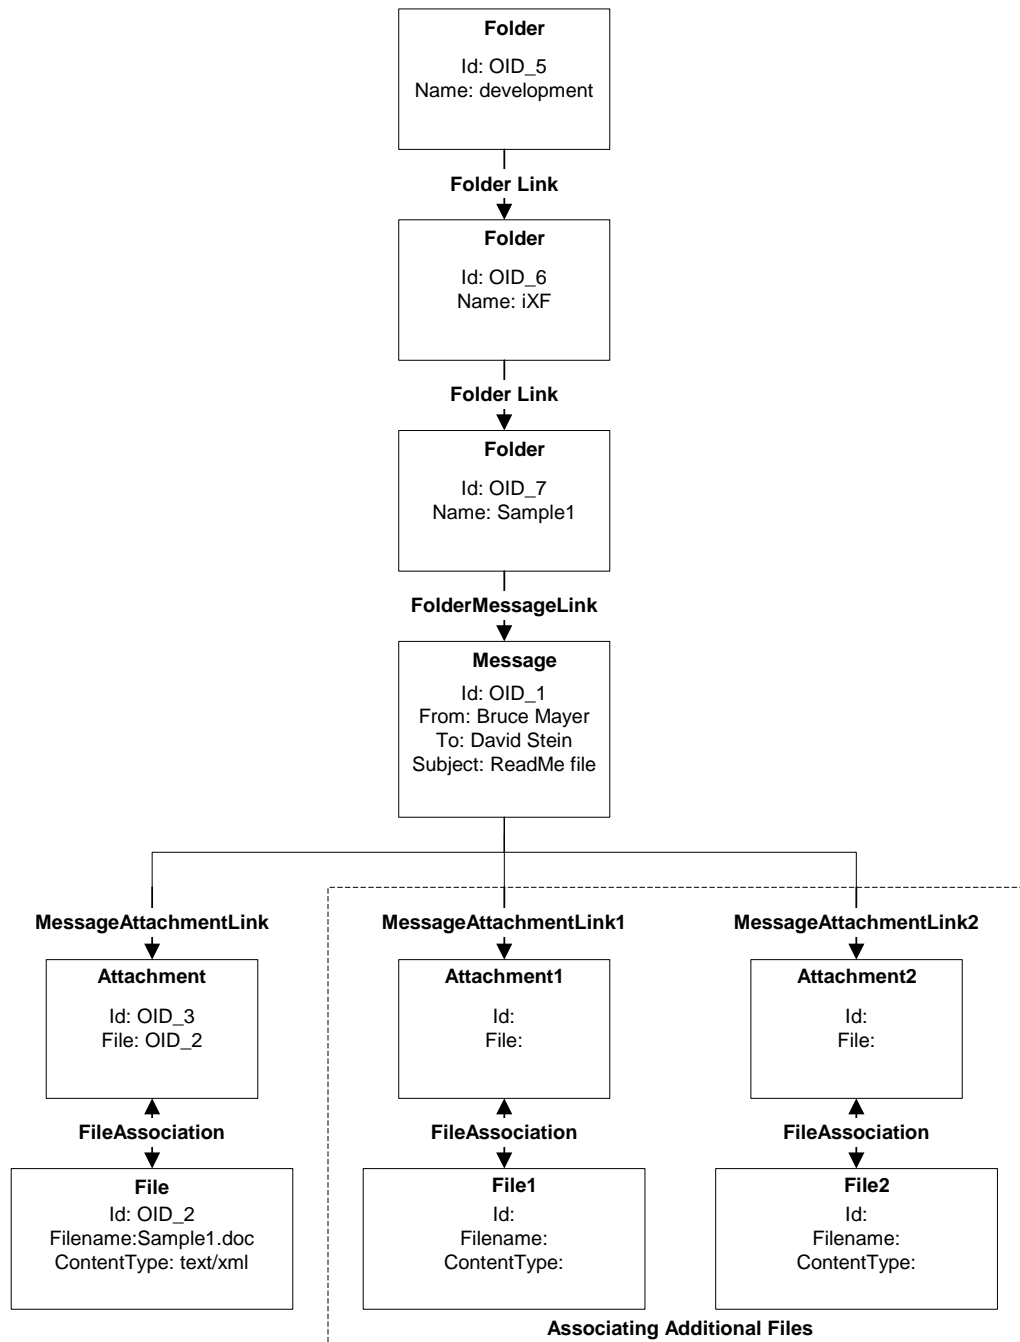 Folder
Id: OID_5
Name: development
Folder Link
Folder
Id: OID_6
Name: iXF
Folder Link
Folder
Id: OID_7
Name: Sample1
FolderMessageLink
Message
Id: OID_1
From: Bruce Mayer
To: David Stein
Subject: ReadMe file
MessageAttachmentLink
Attachment
Id: OID_3
File: OID_2
FileAssociation
File
Id: OID_2
Filename:Sample1.doc
ContentType: text/xml
MessageAttachmentLink1
Attachment1
Id:
File:
FileAssociation
File1
Id:
Filename:
ContentType:
MessageAttachmentLink2
Attachment2
Id:
File:
FileAssociation
File2
Id:
Filename:
ContentType:
Associating Additional Files